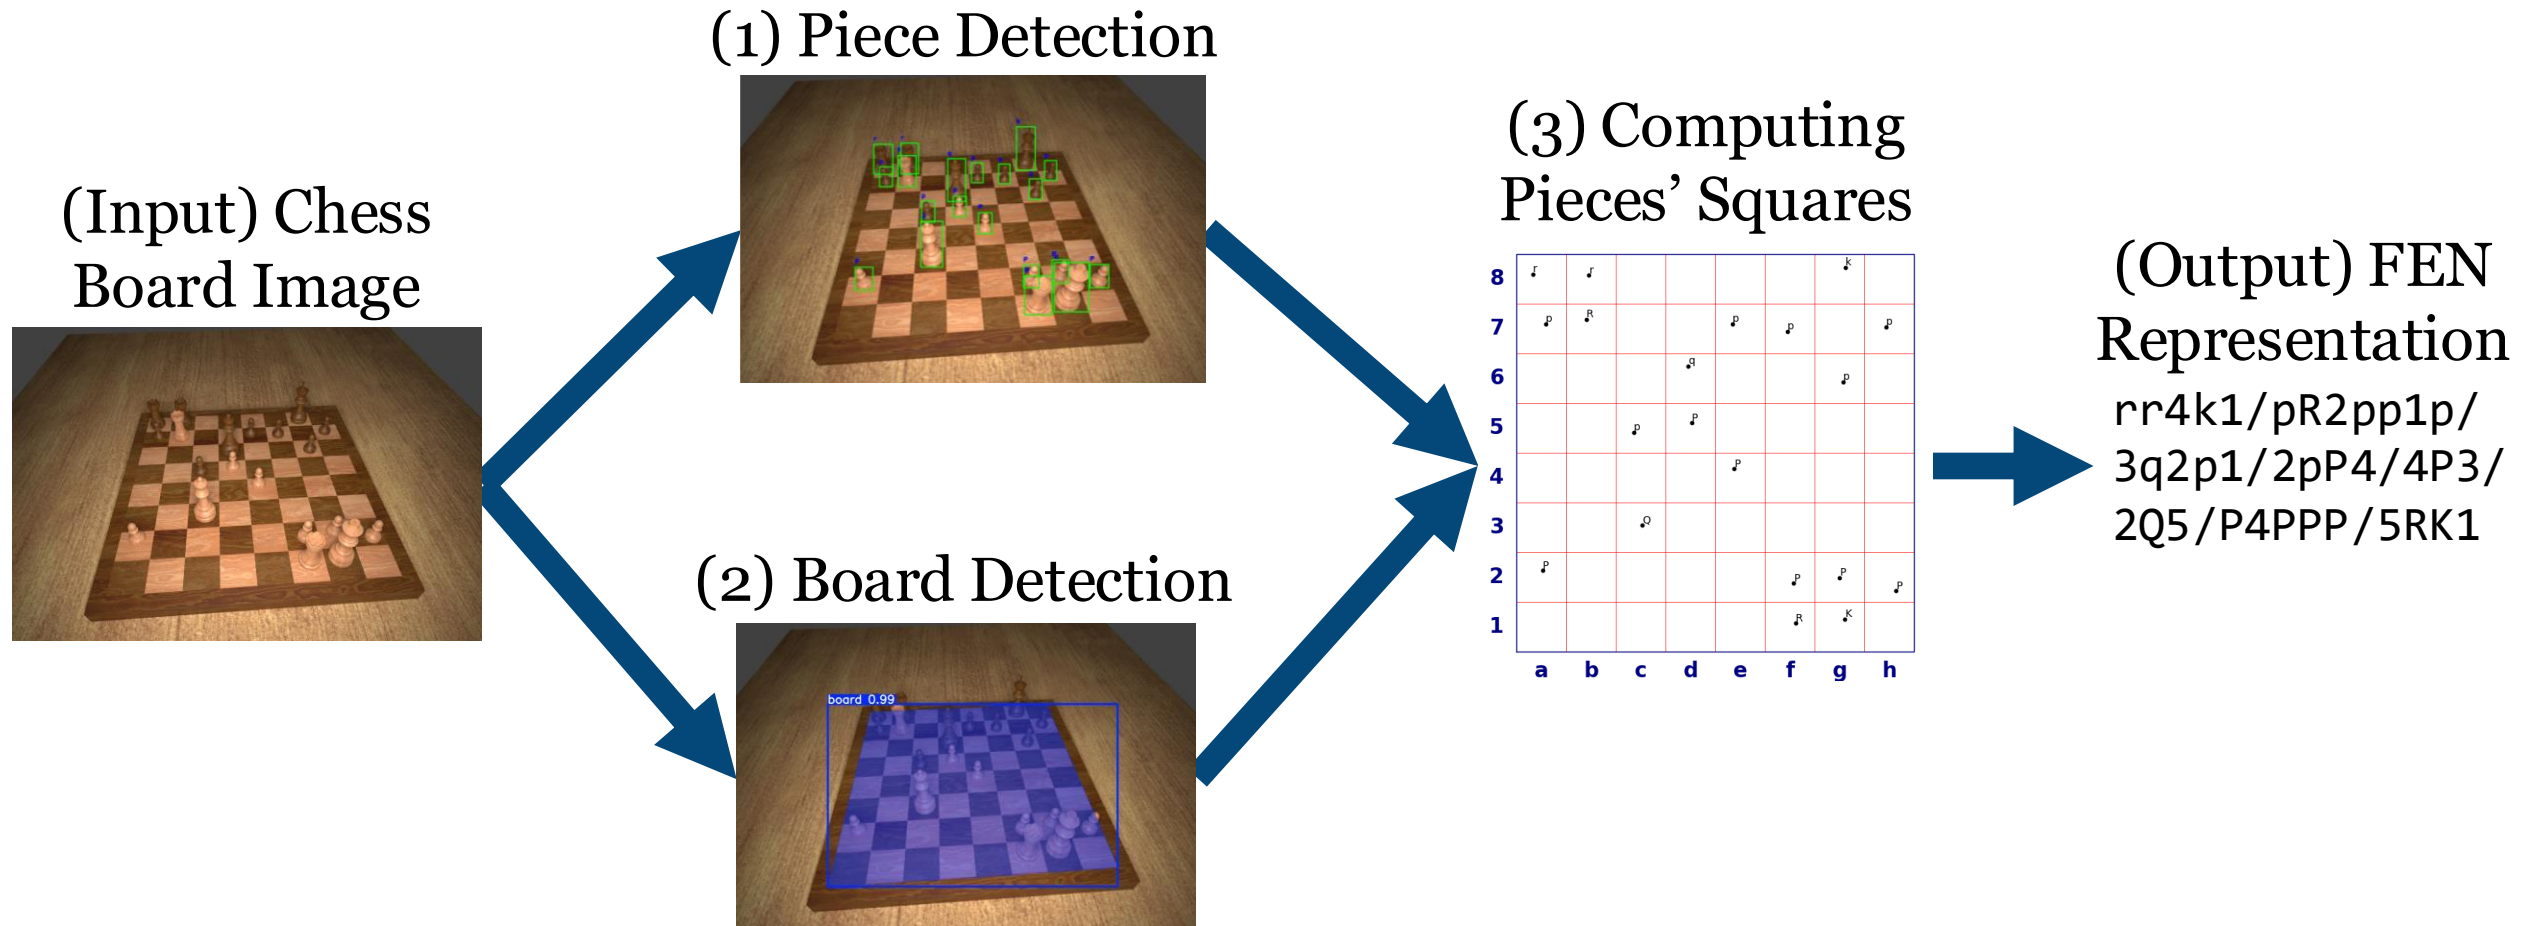 (Input) Chess
Board Image
(1) Piece Detection
(2) Board Detection
board 0.99
(3) Computing
Pieces’ Squares
8 r r k
7 p R p p p
6 q p
5 p P
4 P
3 Q
2 P P P P
1 R K
a b c d e f g h
(Output) FEN
Representation
rr4k1/pR2pp1p/
3q2p1/2pP4/4P3/
2Q5/P4PPP/5RK1